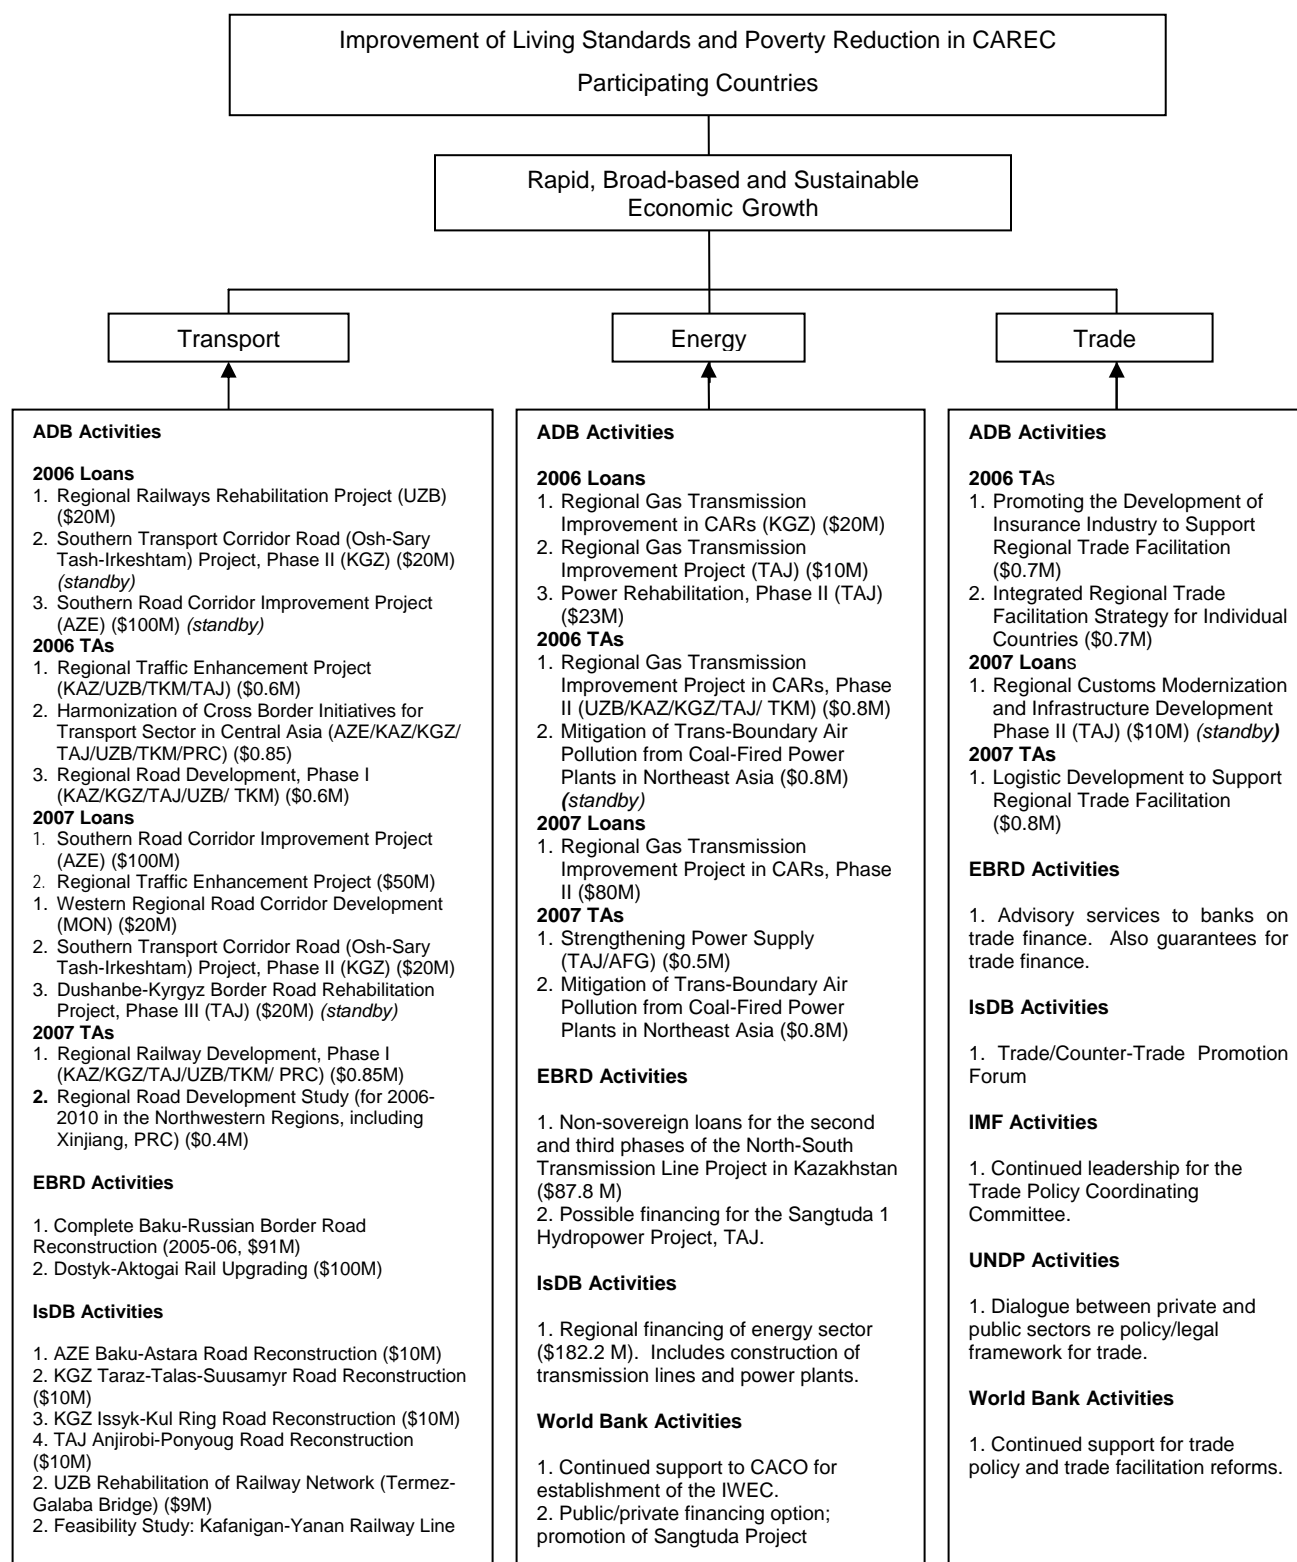 Improvement of Living Standards and Poverty Reduction in CAREC
Participating Countries
Rapid, Broad-based and Sustainable
Economic Growth
Transport
Energy
Trade
ADB Activities
2006 Loans
1. Regional Railways Rehabilitation Project (UZB)
($20M)
2. Southern Transport Corridor Road (Osh-Sary
Tash-Irkeshtam) Project, Phase II (KGZ) ($20M)
(standby)
3. Southern Road Corridor Improvement Project
(AZE) ($100M) (standby)
2006 TAs
1. Regional Traffic Enhancement Project
(KAZ/UZB/TKM/TAJ) ($0.6M)
2. Harmonization of Cross Border Initiatives for
Transport Sector in Central Asia (AZE/KAZ/KGZ/
TAJ/UZB/TKM/PRC) ($0.85)
3. Regional Road Development, Phase I
(KAZ/KGZ/TAJ/UZB/ TKM) ($0.6M)
2007 Loans
1. Southern Road Corridor Improvement Project
(AZE) ($100M)
2. Regional Traffic Enhancement Project ($50M)
1. Western Regional Road Corridor Development
(MON) ($20M)
2. Southern Transport Corridor Road (Osh-Sary
Tash-Irkeshtam) Project, Phase II (KGZ) ($20M)
3. Dushanbe-Kyrgyz Border Road Rehabilitation
Project, Phase III (TAJ) ($20M) (standby)
2007 TAs
1. Regional Railway Development, Phase I
(KAZ/KGZ/TAJ/UZB/TKM/ PRC) ($0.85M)
2. Regional Road Development Study (for 2006-
2010 in the Northwestern Regions, including
Xinjiang, PRC) ($0.4M)
EBRD Activities
1. Complete Baku-Russian Border Road
Reconstruction (2005-06, $91M)
2. Dostyk-Aktogai Rail Upgrading ($100M)
IsDB Activities
1. AZE Baku-Astara Road Reconstruction ($10M)
2. KGZ Taraz-Talas-Suusamyr Road Reconstruction
($10M)
3. KGZ Issyk-Kul Ring Road Reconstruction ($10M)
4. TAJ Anjirobi-Ponyoug Road Reconstruction
($10M)
2. UZB Rehabilitation of Railway Network (Termez-
Galaba Bridge) ($9M)
2. Feasibility Study: Kafanigan-Yanan Railway Line
ADB Activities
2006 Loans
1. Regional Gas Transmission
Improvement in CARs (KGZ) ($20M)
2. Regional Gas Transmission
Improvement Project (TAJ) ($10M)
3. Power Rehabilitation, Phase II (TAJ)
($23M)
2006 TAs
1. Regional Gas Transmission
Improvement Project in CARs, Phase
II (UZB/KAZ/KGZ/TAJ/ TKM) ($0.8M)
2. Mitigation of Trans-Boundary Air
Pollution from Coal-Fired Power
Plants in Northeast Asia ($0.8M)
(standby)
2007 Loans
1. Regional Gas Transmission
Improvement Project in CARs, Phase
II ($80M)
2007 TAs
1. Strengthening Power Supply
(TAJ/AFG) ($0.5M)
2. Mitigation of Trans-Boundary Air
Pollution from Coal-Fired Power
Plants in Northeast Asia ($0.8M)
EBRD Activities
1. Non-sovereign loans for the second
and third phases of the North-South
Transmission Line Project in Kazakhstan
($87.8 M)
2. Possible financing for the Sangtuda 1
Hydropower Project, TAJ.
IsDB Activities
1. Regional financing of energy sector
($182.2 M). Includes construction of
transmission lines and power plants.
World Bank Activities
1. Continued support to CACO for
establishment of the IWEC.
2. Public/private financing option;
promotion of Sangtuda Project
ADB Activities
2006 TAs
1. Promoting the Development of
Insurance Industry to Support
Regional Trade Facilitation
($0.7M)
2. Integrated Regional Trade
Facilitation Strategy for Individual
Countries ($0.7M)
2007 Loans
1. Regional Customs Modernization
and Infrastructure Development
Phase II (TAJ) ($10M) (standby)
2007 TAs
1. Logistic Development to Support
Regional Trade Facilitation
($0.8M)
EBRD Activities
1. Advisory services to banks on
trade finance. Also guarantees for
trade finance.
IsDB Activities
1. Trade/Counter-Trade Promotion
Forum
IMF Activities
1. Continued leadership for the
Trade Policy Coordinating
Committee.
UNDP Activities
1. Dialogue between private and
public sectors re policy/legal
framework for trade.
World Bank Activities
1. Continued support for trade
policy and trade facilitation reforms.